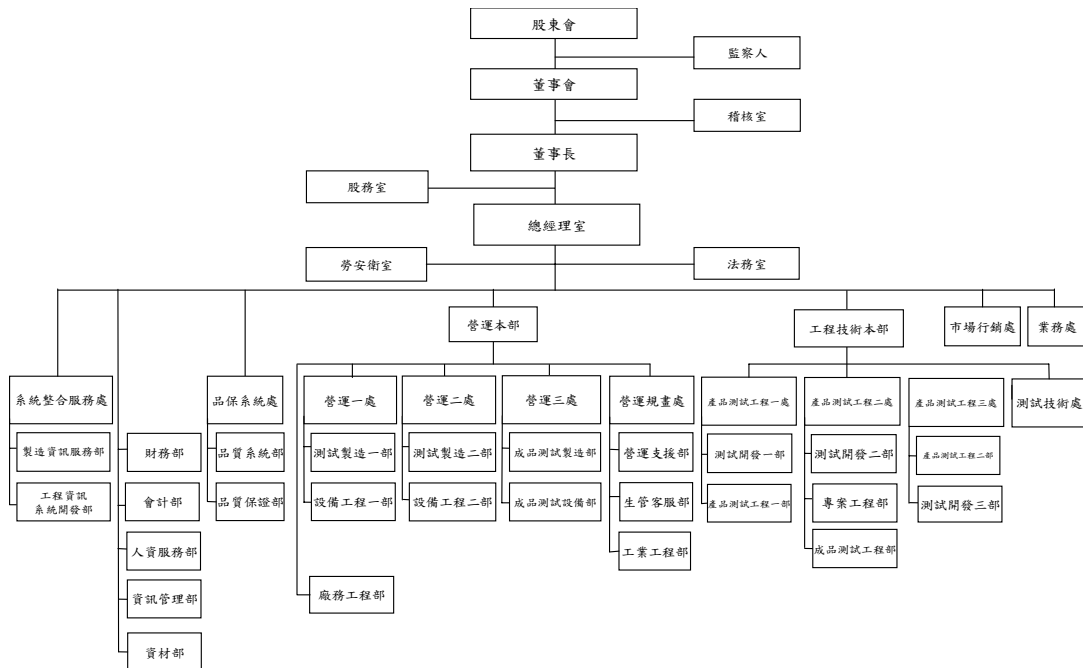 股東會
監察人
董事會
稽核室
董事長
股務室
總經理室
勞安衛室
法務室
營運本部
工程技術本部
市場行銷處
業務處
系統整合服務處
品保系統處
營運一處
營運二處
營運三處
營運規畫處
產品測試工程一處
產品測試工程二處
產品測試工程三處
測試技術處
製造資訊服務部
財務部
品質系統部
測試製造一部
測試製造二部
成品測試製造部
營運支援部
測試開發一部
測試開發二部
產品測試工程二部
工程資訊
系統開發部
會計部
品質保證部
設備工程一部
設備工程二部
成品測試設備部
生管客服部
產品測試工程一部
專案工程部
測試開發三部
人資服務部
工業工程部
成品測試工程部
資訊管理部
廠務工程部
資材部